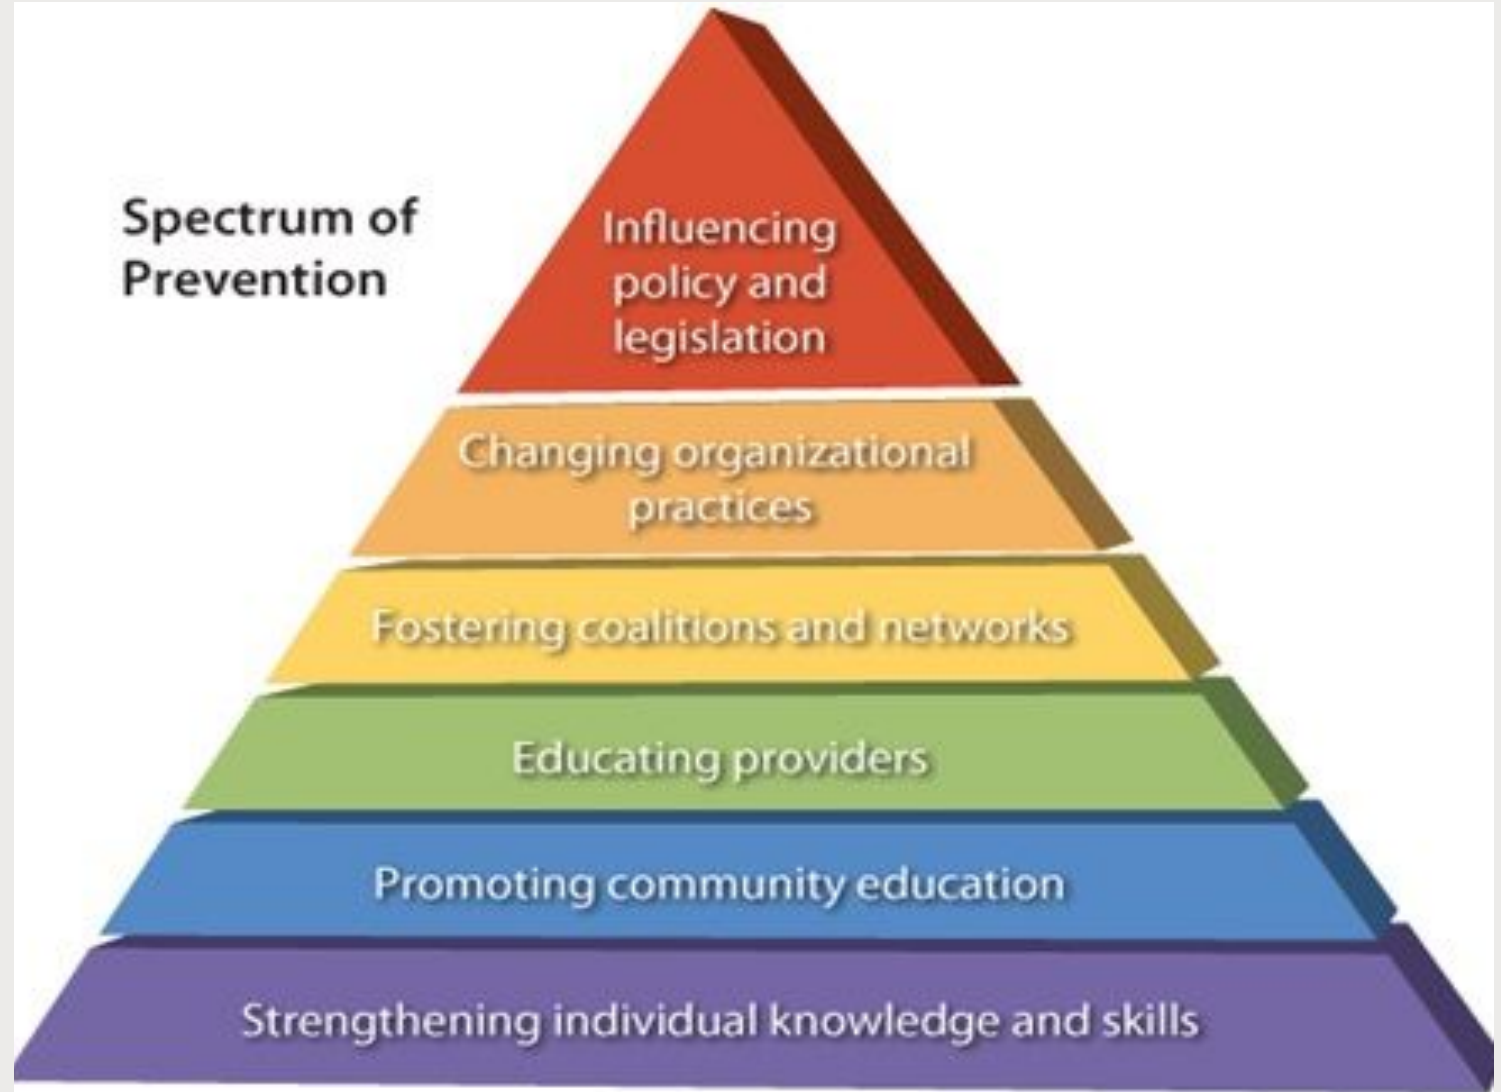 Spectrum of
Prevention
Influencing
policy and
legislation
Changing organizational
practices
Fostering coalitions and networks
Educating providers
Promoting community education
Strengthening individual knowledge and skills